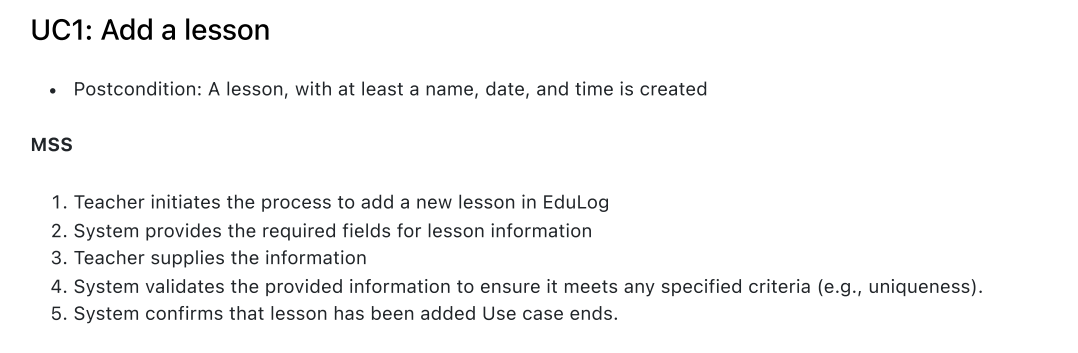 UC1: Add a lesson
• Postcondition: A lesson, with at least a name, date, and time is created
MSS
1. Teacher initiates the process to add a new lesson in EduLog
2. System provides the required fields for lesson information
3. Teacher supplies the information
4. System validates the provided information to ensure it meets any specified criteria (e.g., uniqueness).
5. System confirms that lesson has been added Use case ends.